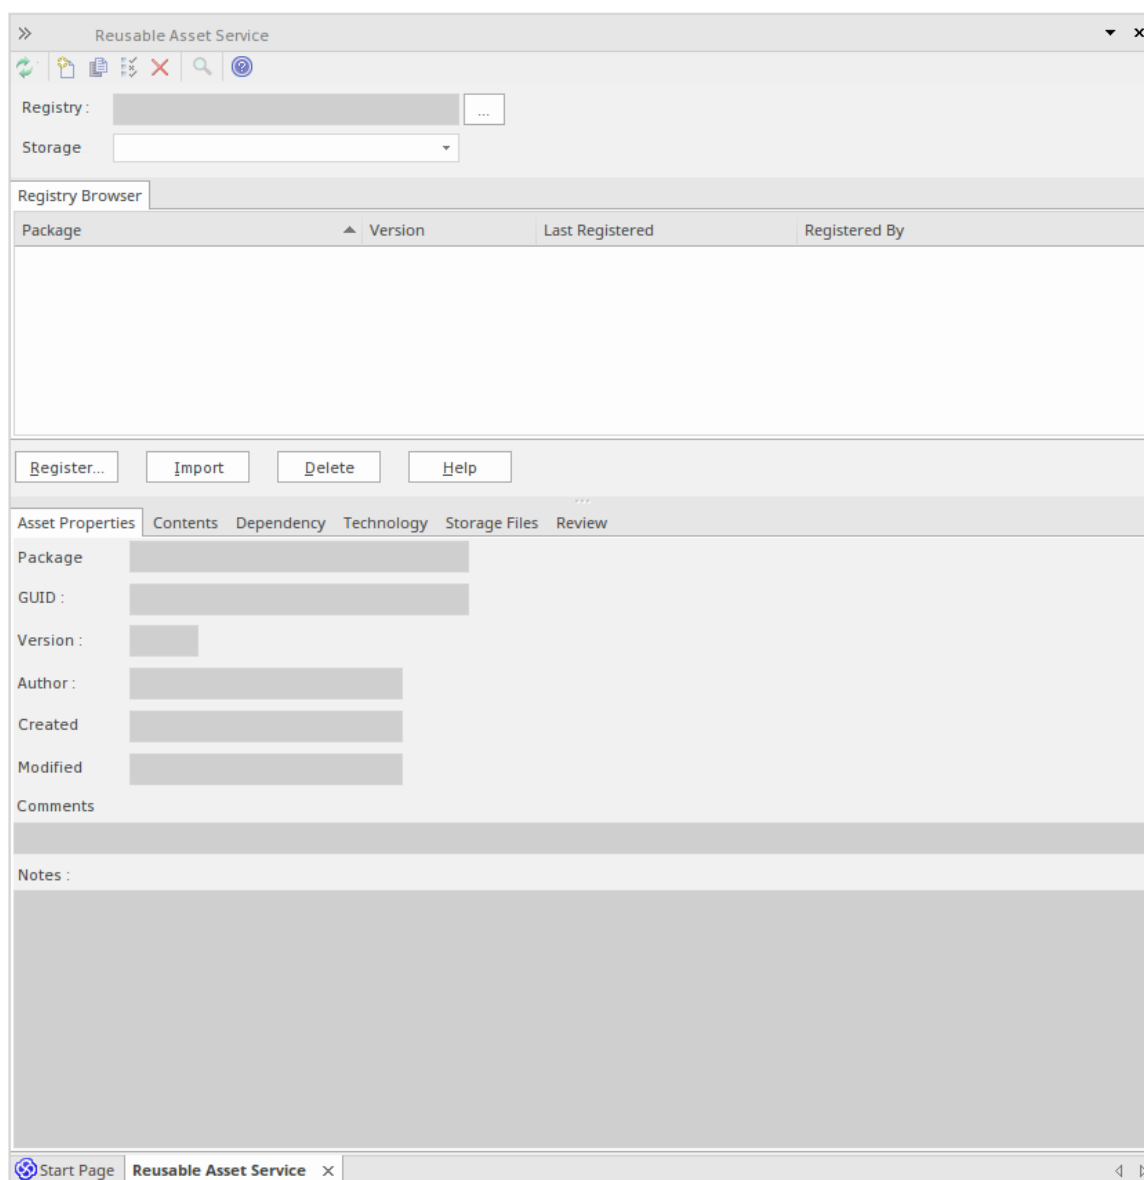 Reusable Asset Service
Registry :
...
Storage
Registry Browser
Package Version Last Registered Registered By
Register... Import Delete Help
Asset Properties Contents Dependency Technology Storage Files Review
Package
GUID :
Version :
Author :
Created
Modified
Comments
Notes :
Start Page Reusable Asset Service